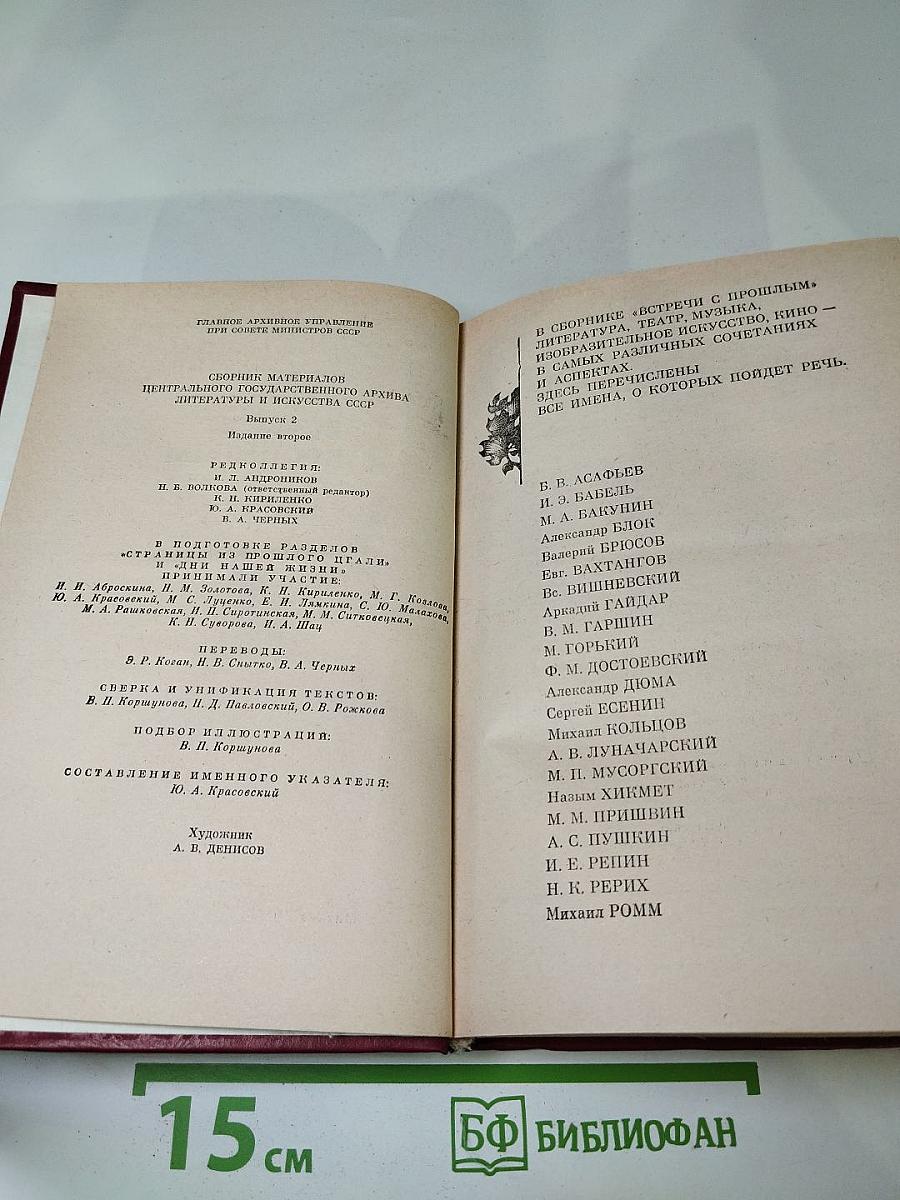 ГЛАВНОЕ АРХИВНОЕ УПРАВЛЕНИЕ
ПРИ СОВЕТЕ МИНИСТРОВ СССР
СБОРНИК МАТЕРИАЛОВ
ЦЕНТРАЛЬНОГО ГОСУДАРСТВЕННОГО АРХИВА
ЛИТЕРАТУРЫ И ИСКУССТВА СССР
Выпуск 2
Издание второе
РЕДКОЛЛЕГИЯ:
И. Л. АНДРОНИКОВ
Н. Б. ВОЛКОВА (ответственный редактор)
К. Н. КИРИЛЕНКО
Ю. А. КРАСОВСКИЙ
В. А. ЧЕРНЫХ
В ПОДГОТОВКЕ РАЗДЕЛОВ
«СТРАНИЦЫ ИЗ ПРОШЛОГО ЦГАЛИ»
И «ДНИ НАШЕЙ ЖИЗНИ»
ПРИНИМАЛИ УЧАСТИЕ:
И. И. Аброскина, Н. М. Золотова, К. Н. Кириленко, М. Г. Козлова,
Ю. А. Красовский, М. С. Луценко, Е. И. Лямкина, С. Ю. Малахова,
М. А. Рашковская, И. П. Сиротинская, М. М. Ситковецкая,
К. Н. Суворова, И. А. Шац
ПЕРЕВОДЫ:
Э. Р. Коган, Н. В. Снытко, В. А. Черных
СВЕРКА И УНИФИКАЦИЯ ТЕКСТОВ:
В. П. Коршунова, П. Д. Павловский, О. В. Рожкова
ПОДБОР ИЛЛЮСТРАЦИЙ:
В. П. Коршунова
СОСТАВЛЕНИЕ ИМЕННОГО УКАЗАТЕЛЯ:
Ю. А. Красовский
Художник
А. В. ДЕНИСОВ
В СБОРНИКЕ «ВСТРЕЧИ С ПРОШЛЫМ»
ЛИТЕРАТУРА, ТЕАТР, МУЗЫКА,
ИЗОБРАЗИТЕЛЬНОЕ ИСКУССТВО, КИНО —
В САМЫХ РАЗЛИЧНЫХ СОЧЕТАНИЯХ
И АСПЕКТАХ.
ЗДЕСЬ ПЕРЕЧИСЛЕНЫ
ВСЕ ИМЕНА, О КОТОРЫХ ПОЙДЕТ РЕЧЬ.
Б. В. АСАФЬЕВ
И. Э. БАБЕЛЬ
М. А. БАКУНИН
Александр БЛОК
Валерий БРЮСОВ
Евг. ВАХТАНГОВ
Вс. ВИШНЕВСКИЙ
Аркадий ГАЙДАР
В. М. ГАРШИН
М. ГОРЬКИЙ
Ф. М. ДОСТОЕВСКИЙ
Александр ДЮМА
Сергей ЕСЕНИН
Михаил КОЛЬЦОВ
А. В. ЛУНАЧАРСКИЙ
М. П. МУСОРГСКИЙ
Назым ХИКМЕТ
М. М. ПРИШВИН
А. С. ПУШКИН
И. Е. РЕПИН
Н. К. РЕРИХ
Михаил РОММ
15 см
БФ БИБЛИОФАН